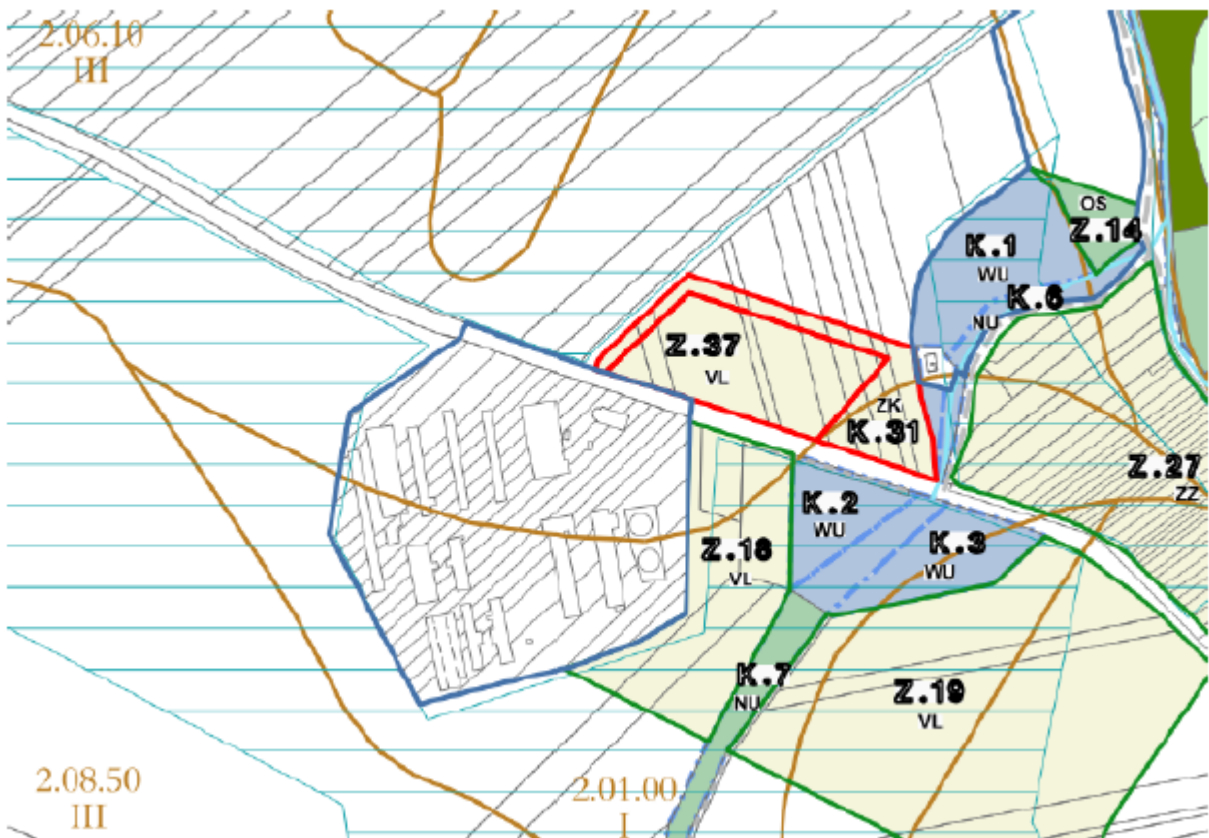 2.06.10
III
OS
Z.14
K.1
WU
K.6
NU
Z.37
VL
ZK
K.31
Z.27
ZZ
K.2
WU
K.3
WU
Z.18
VL
K.7
NU
Z.19
VL
2.08.50
III
2.01.00
I